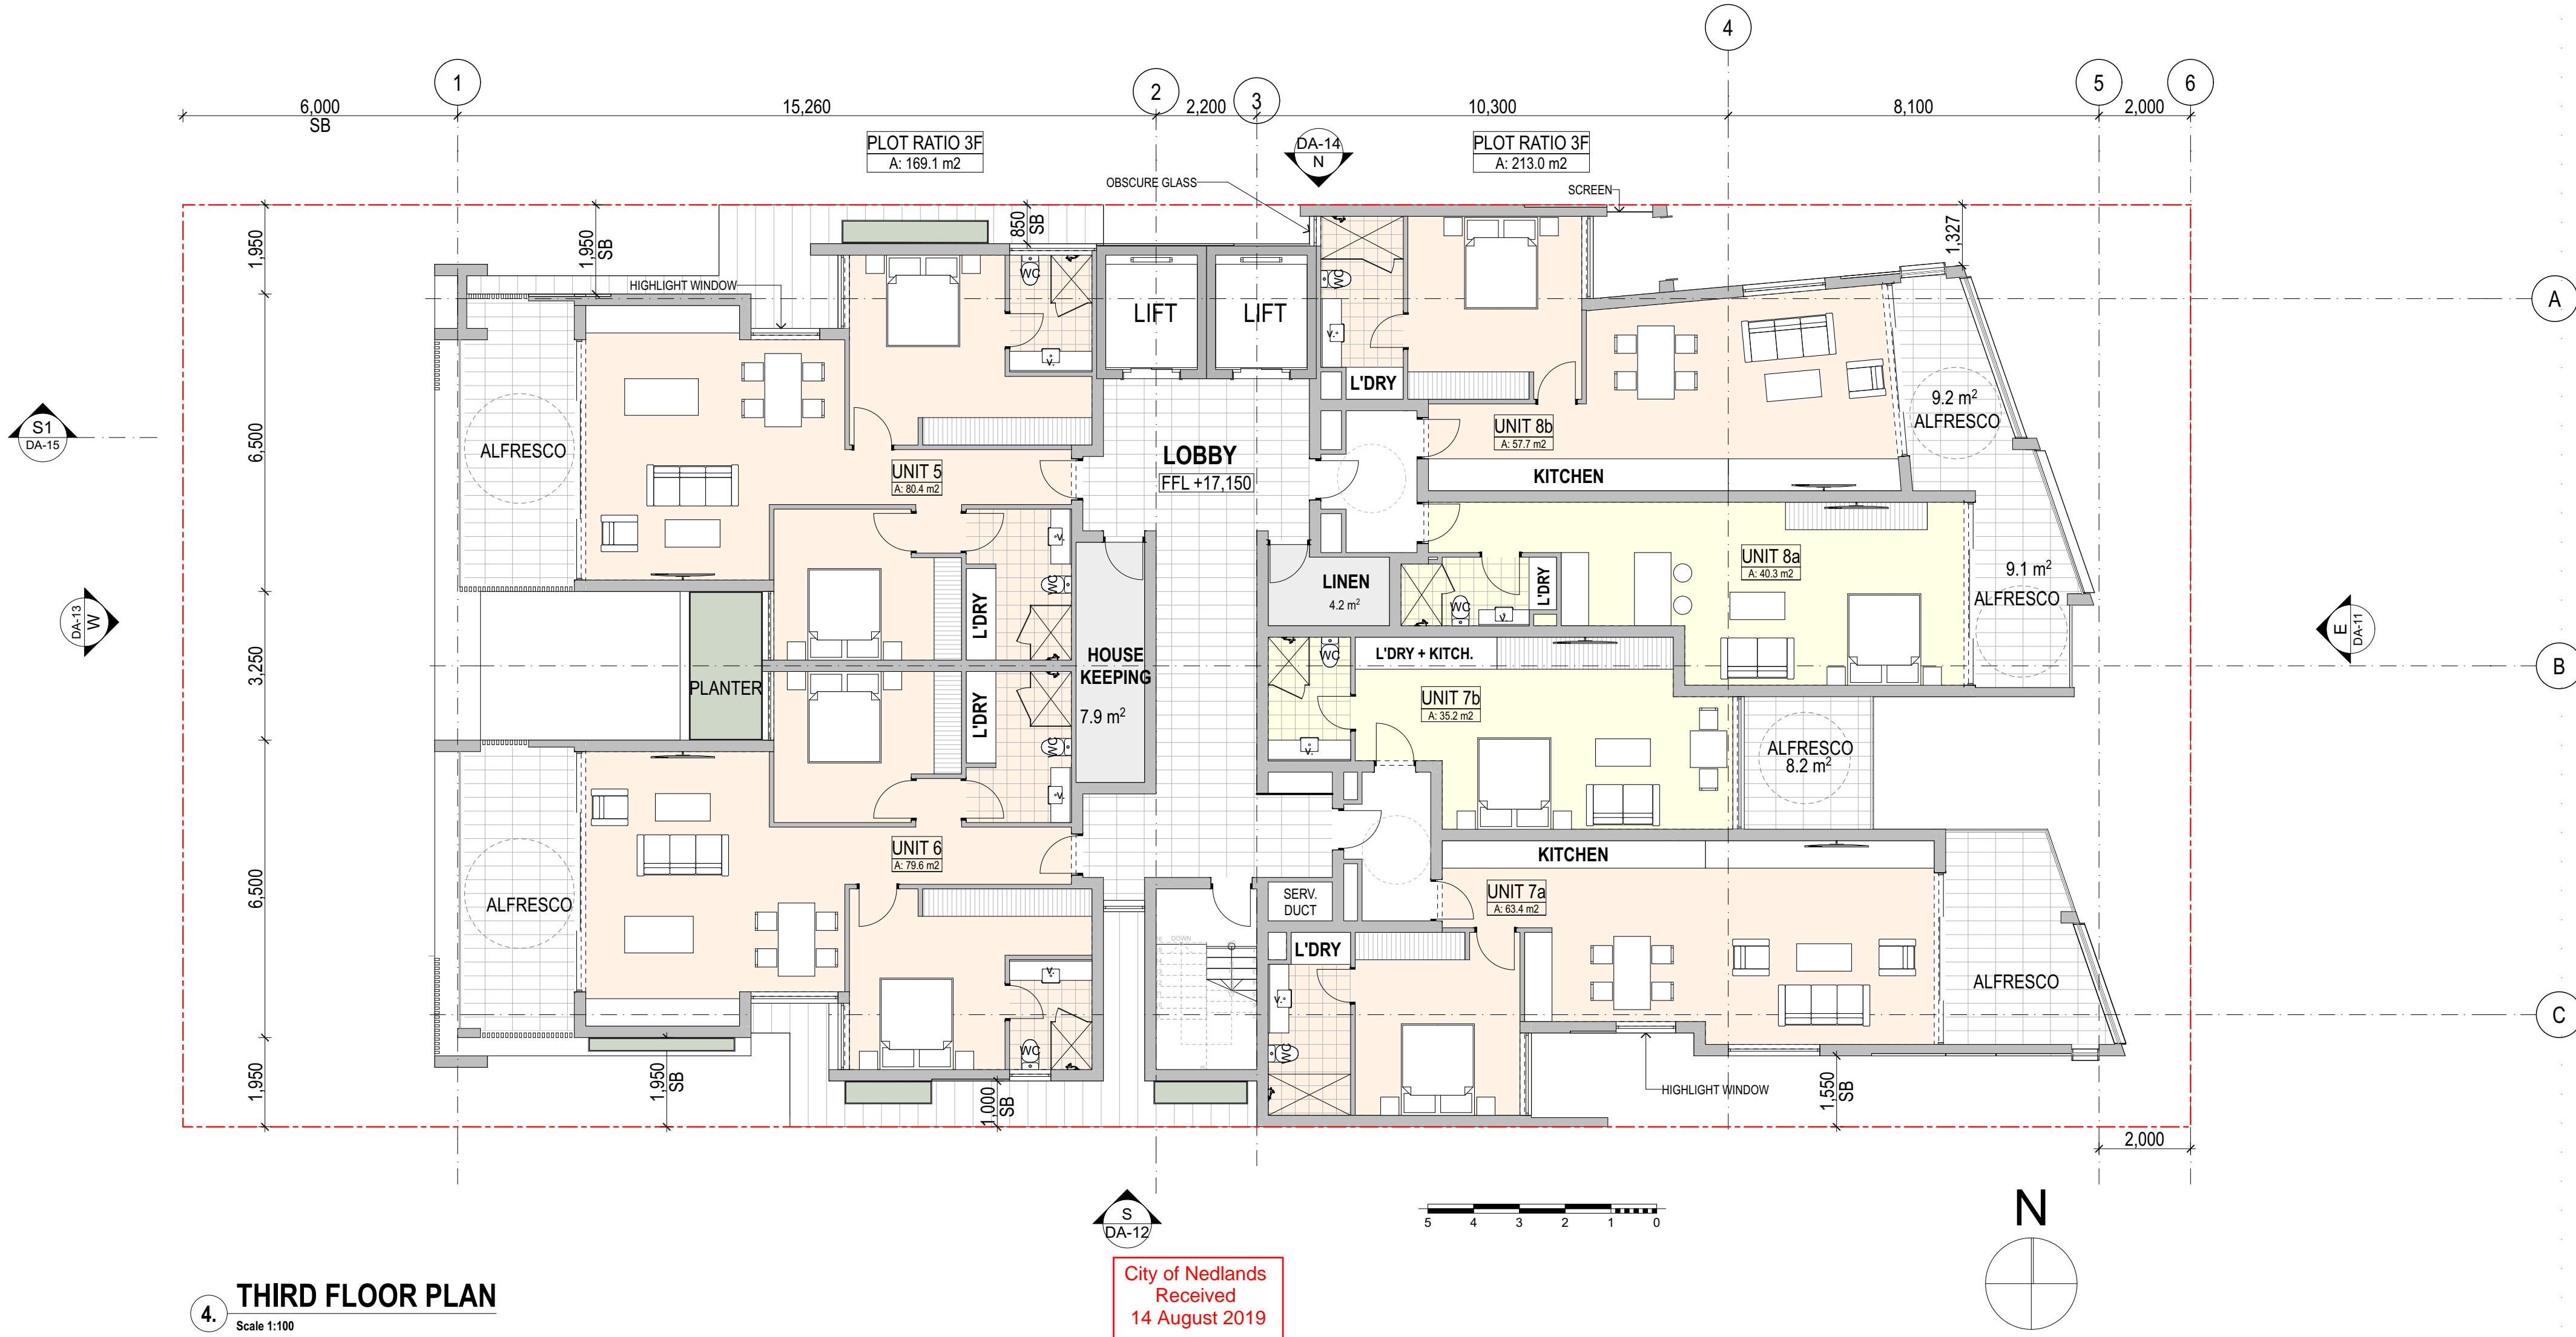 1
2
3
4
5
6
6,000
SB
15,260
2,200
10,300
8,100
2,000
PLOT RATIO 3F
A: 169.1 m2
DA-14
N
PLOT RATIO 3F
A: 213.0 m2
OBSCURE GLASS
SCREEN
1,950
1,950
SB
850
SB
1,327
HIGHLIGHT WINDOW
WC
LIFT
LIFT
WC
A
v.
v.
L'DRY
L'DRY
9.2 m²
ALFRESCO
S1
DA-15
6,500
ALFRESCO
UNIT 5
A: 80.4 m2
LOBBY
FFL +17,150
UNIT 8b
A: 57.7 m2
KITCHEN
v.
WC
LINEN
4.2 m²
WC
v.
L'DRY
UNIT 8a
A: 40.3 m2
9.1 m²
ALFRESCO
DA-13
W
E
DA-11
3,250
PLANTER
L'DRY
HOUSE
KEEPING
7.9 m²
WC
L'DRY + KITCH.
B
UNIT 7b
A: 35.2 m2
WC
v.
v.
ALFRESCO
8.2 m²
6,500
ALFRESCO
UNIT 6
A: 79.6 m2
KITCHEN
SERV.
DUCT
UNIT 7a
A: 63.4 m2
DOWN
L'DRY
v.
v.
ALFRESCO
C
WC
WC
1,950
1,950
SB
1,000
SB
HIGHLIGHT WINDOW
1,550
SB
2,000
S
DA-12
5
4
3
2
1
0
N
City of Nedlands
Received
14 August 2019
4.
THIRD FLOOR PLAN
Scale 1:100